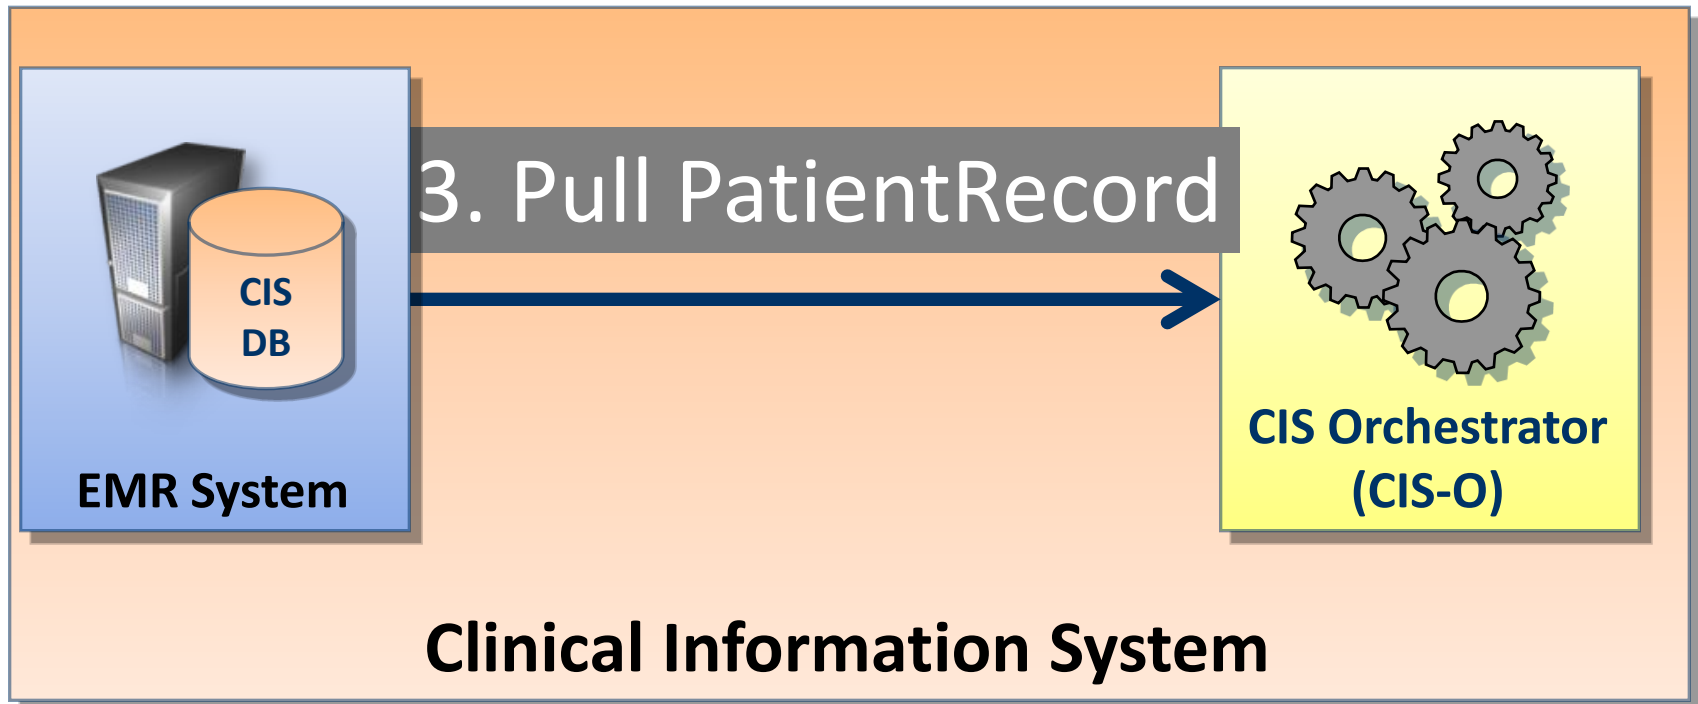 3. Pull PatientRecord
CIS
DB
EMR System
CIS Orchestrator
(CIS-O)
Clinical Information System